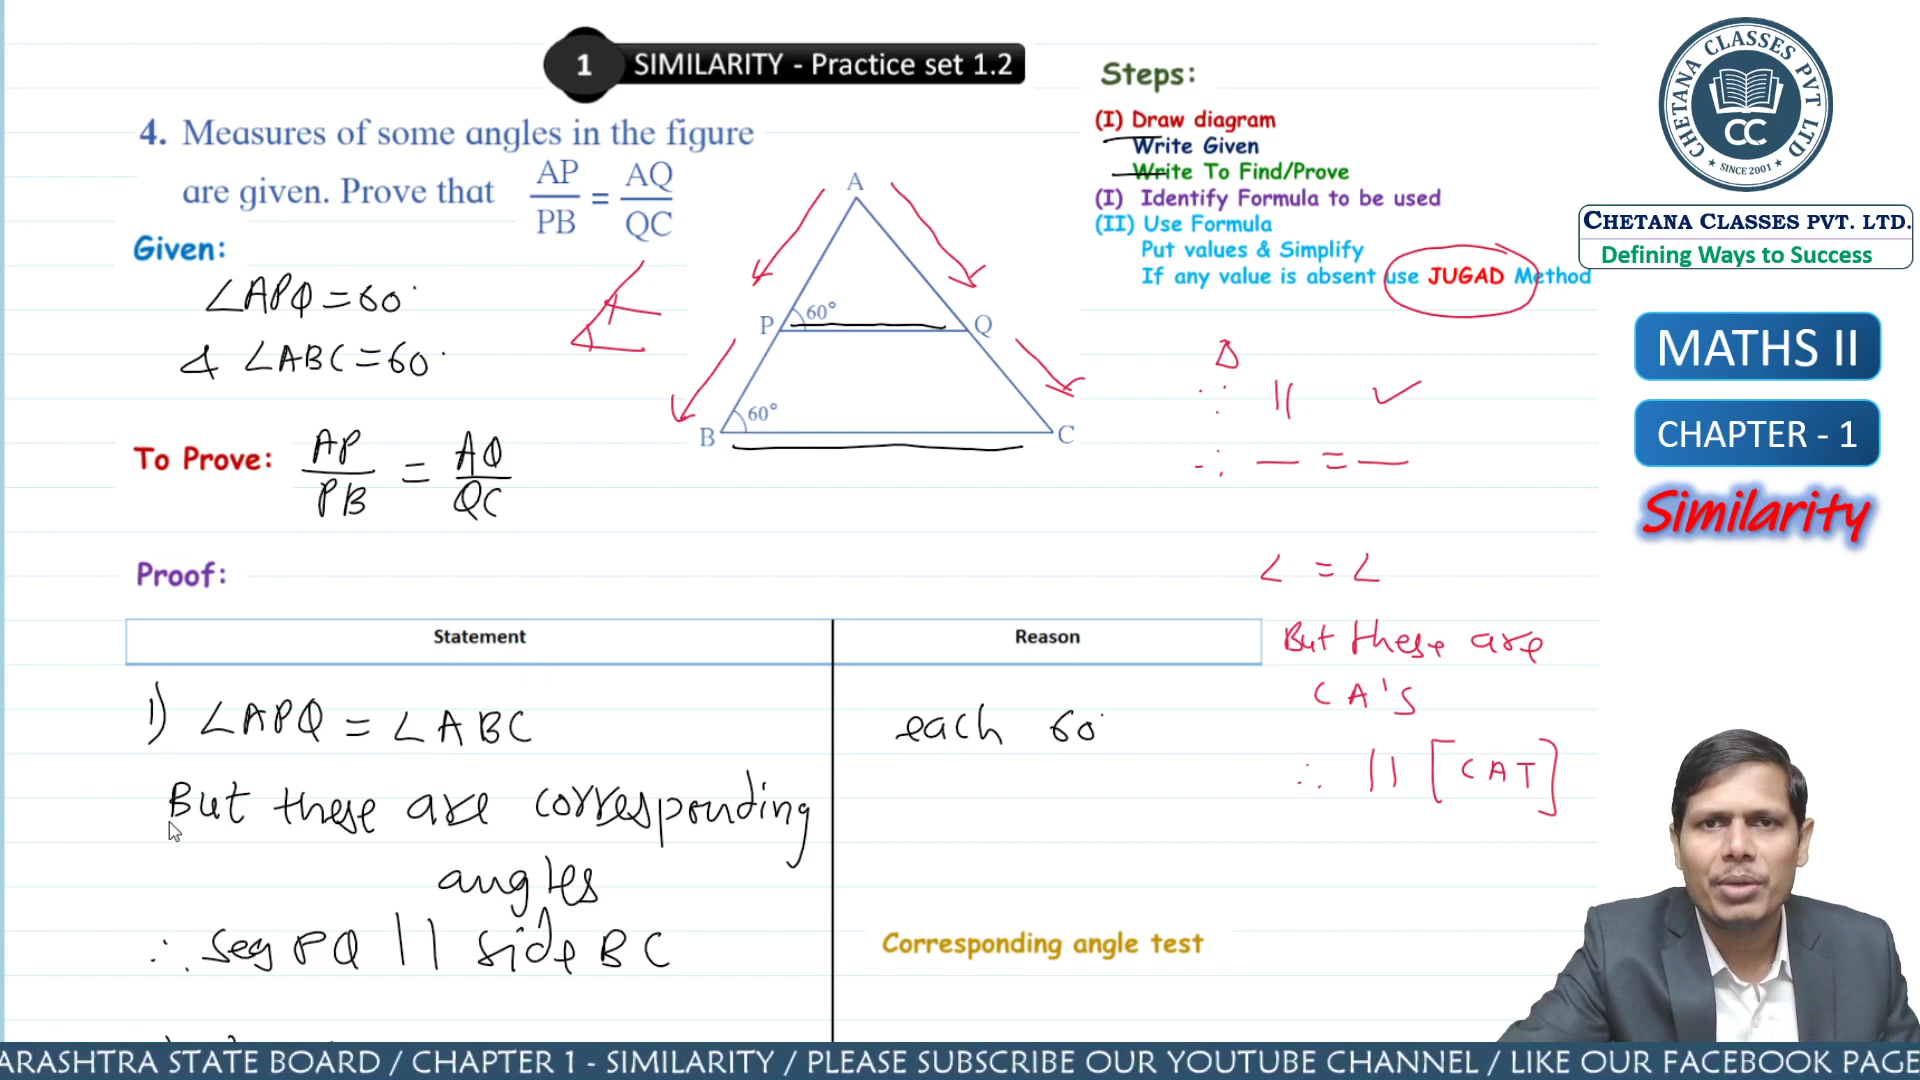 1 SIMILARITY - Practice set 1.2
4. Measures of some angles in the figure
are given. Prove that AP/PB = AQ/QC
Given:
∠APQ = 60°
& ∠ABC = 60°
To Prove: AP/PB = AQ/QC
Proof:
A
P
60°
Q
B
60°
C
Steps:
(I) Draw diagram
Write Given
Write To Find/Prove
(I) Identify Formula to be used
(II) Use Formula
Put values & Simplify
If any value is absent use JUGAD Method
Δ
∵ || ✓
∴ — = —
∠ = ∠
But these are
CA'S
∴ || [CAT]
Statement
Reason
1) ∠APQ = ∠ABC
each 60°
But these are corresponding
angles
∴ seg PQ || side BC
Corresponding angle test
CHETANA CLASSES PVT LTD
CC
★ SINCE 2001 ★
CHETANA CLASSES PVT. LTD.
Defining Ways to Success
MATHS II
CHAPTER - 1
Similarity
ARASHTRA STATE BOARD / CHAPTER 1 - SIMILARITY / PLEASE SUBSCRIBE OUR YOUTUBE CHANNEL / LIKE OUR FACEBOOK PAGE